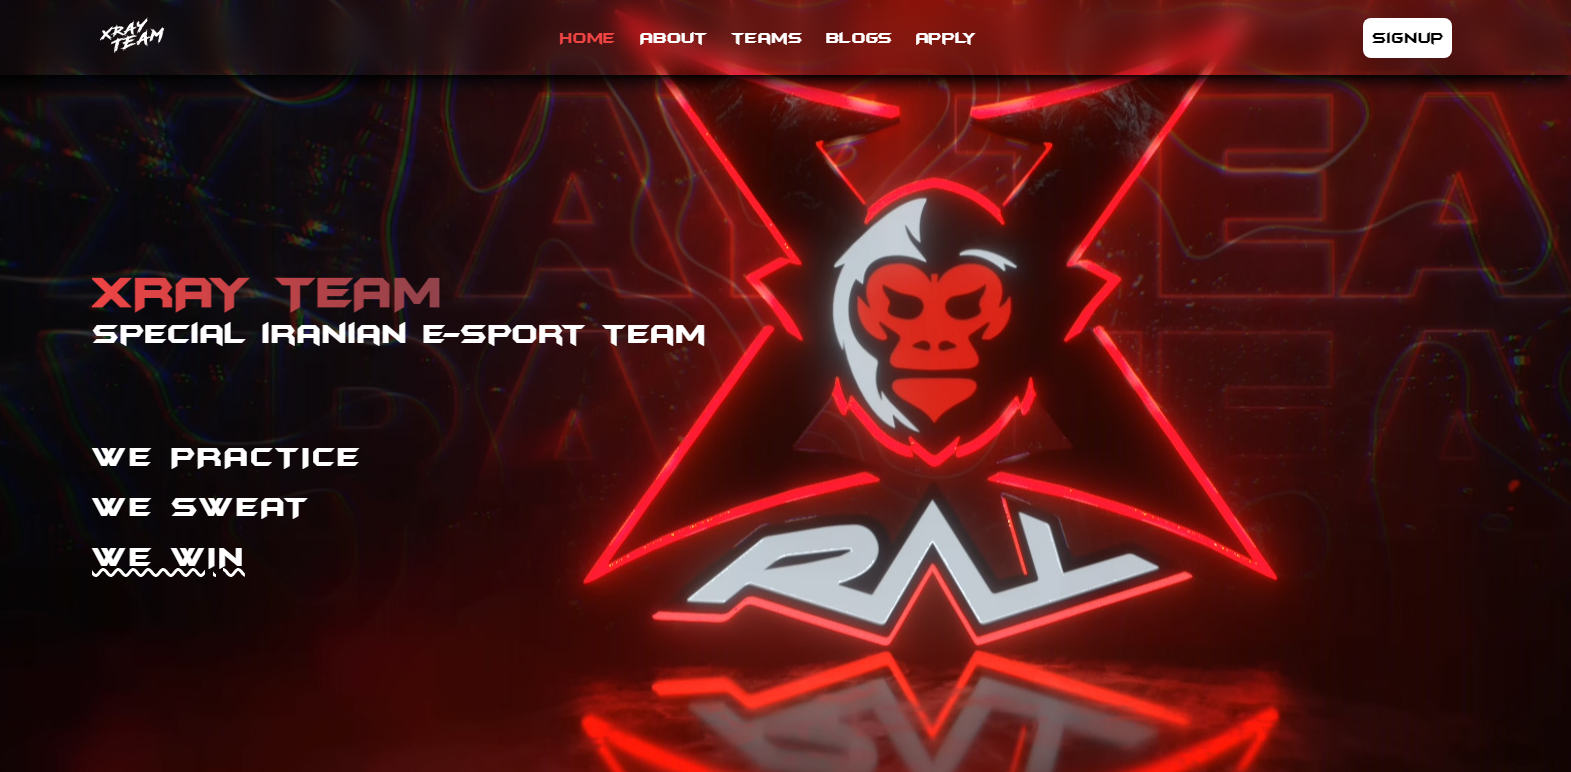 XRAY
TEAM
HOME ABOUT TEAMS BLOGS APPLY
SIGNUP
XRAY TEAM
SPECIAL IRANIAN E-SPORT TEAM
WE PRACTICE
WE SWEAT
WE WIN
RAY